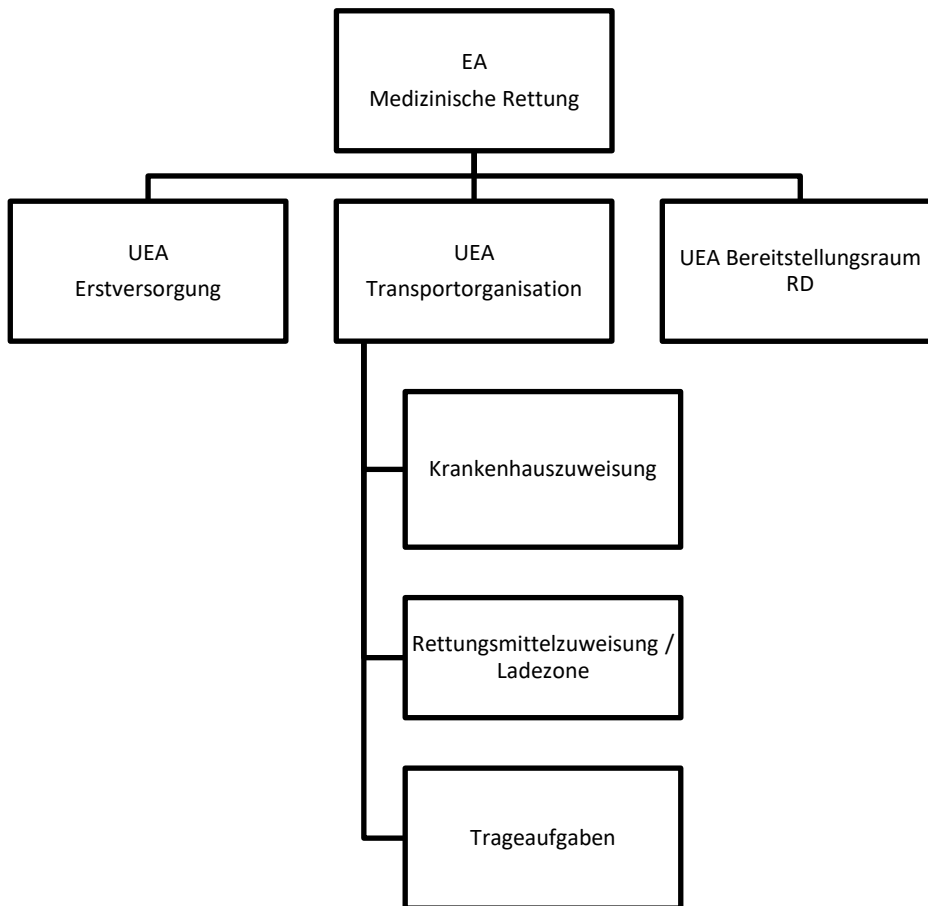 EA
Medizinische Rettung
UEA
Erstversorgung
UEA
Transportorganisation
UEA Bereitstellungsraum
RD
Krankenhauszuweisung
Rettungsmittelzuweisung /
Ladezone
Trageaufgaben